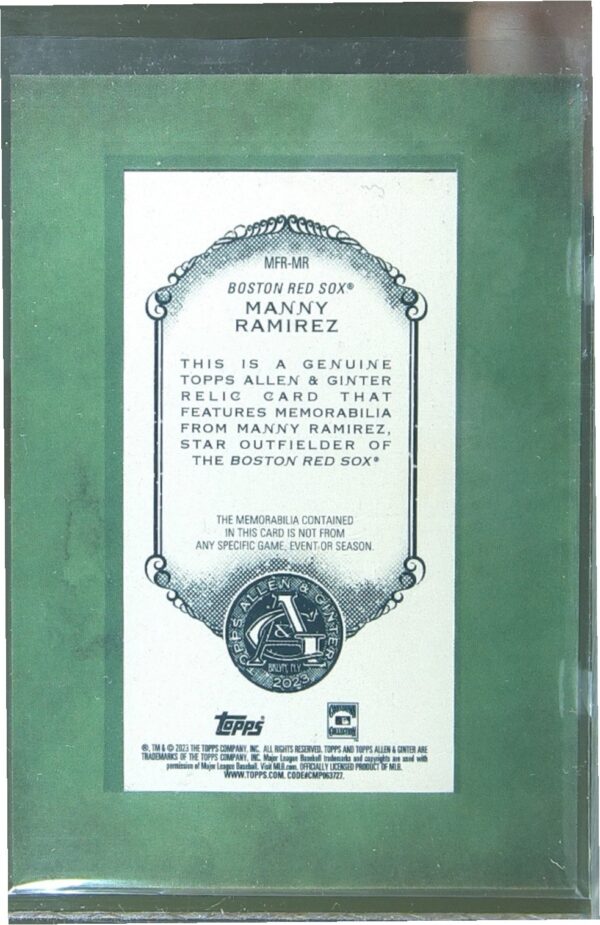 MFR-MR
BOSTON RED SOX®
MANNY
RAMIREZ
THIS IS A GENUINE
TOPPS ALLEN & GINTER
RELIC CARD THAT
FEATURES MEMORABILIA
FROM MANNY RAMIREZ,
STAR OUTFIELDER OF
THE BOSTON RED SOX®
THE MEMORABILIA CONTAINED
IN THIS CARD IS NOT FROM
ANY SPECIFIC GAME, EVENT OR SEASON.
TOPPS ALLEN & GINTER
A&G
BKLYN, N.Y.
2023
topps
COOPERSTOWN
COLLECTION
®, TM & © 2023 THE TOPPS COMPANY, INC. ALL RIGHTS RESERVED. TOPPS AND TOPPS ALLEN & GINTER ARE
TRADEMARKS OF THE TOPPS COMPANY, INC. Major League Baseball trademarks and copyrights are used with
permission of Major League Baseball. Visit MLB.com. OFFICIALLY LICENSED PRODUCT OF MLB.
WWW.TOPPS.COM. CODE#CMP063727.